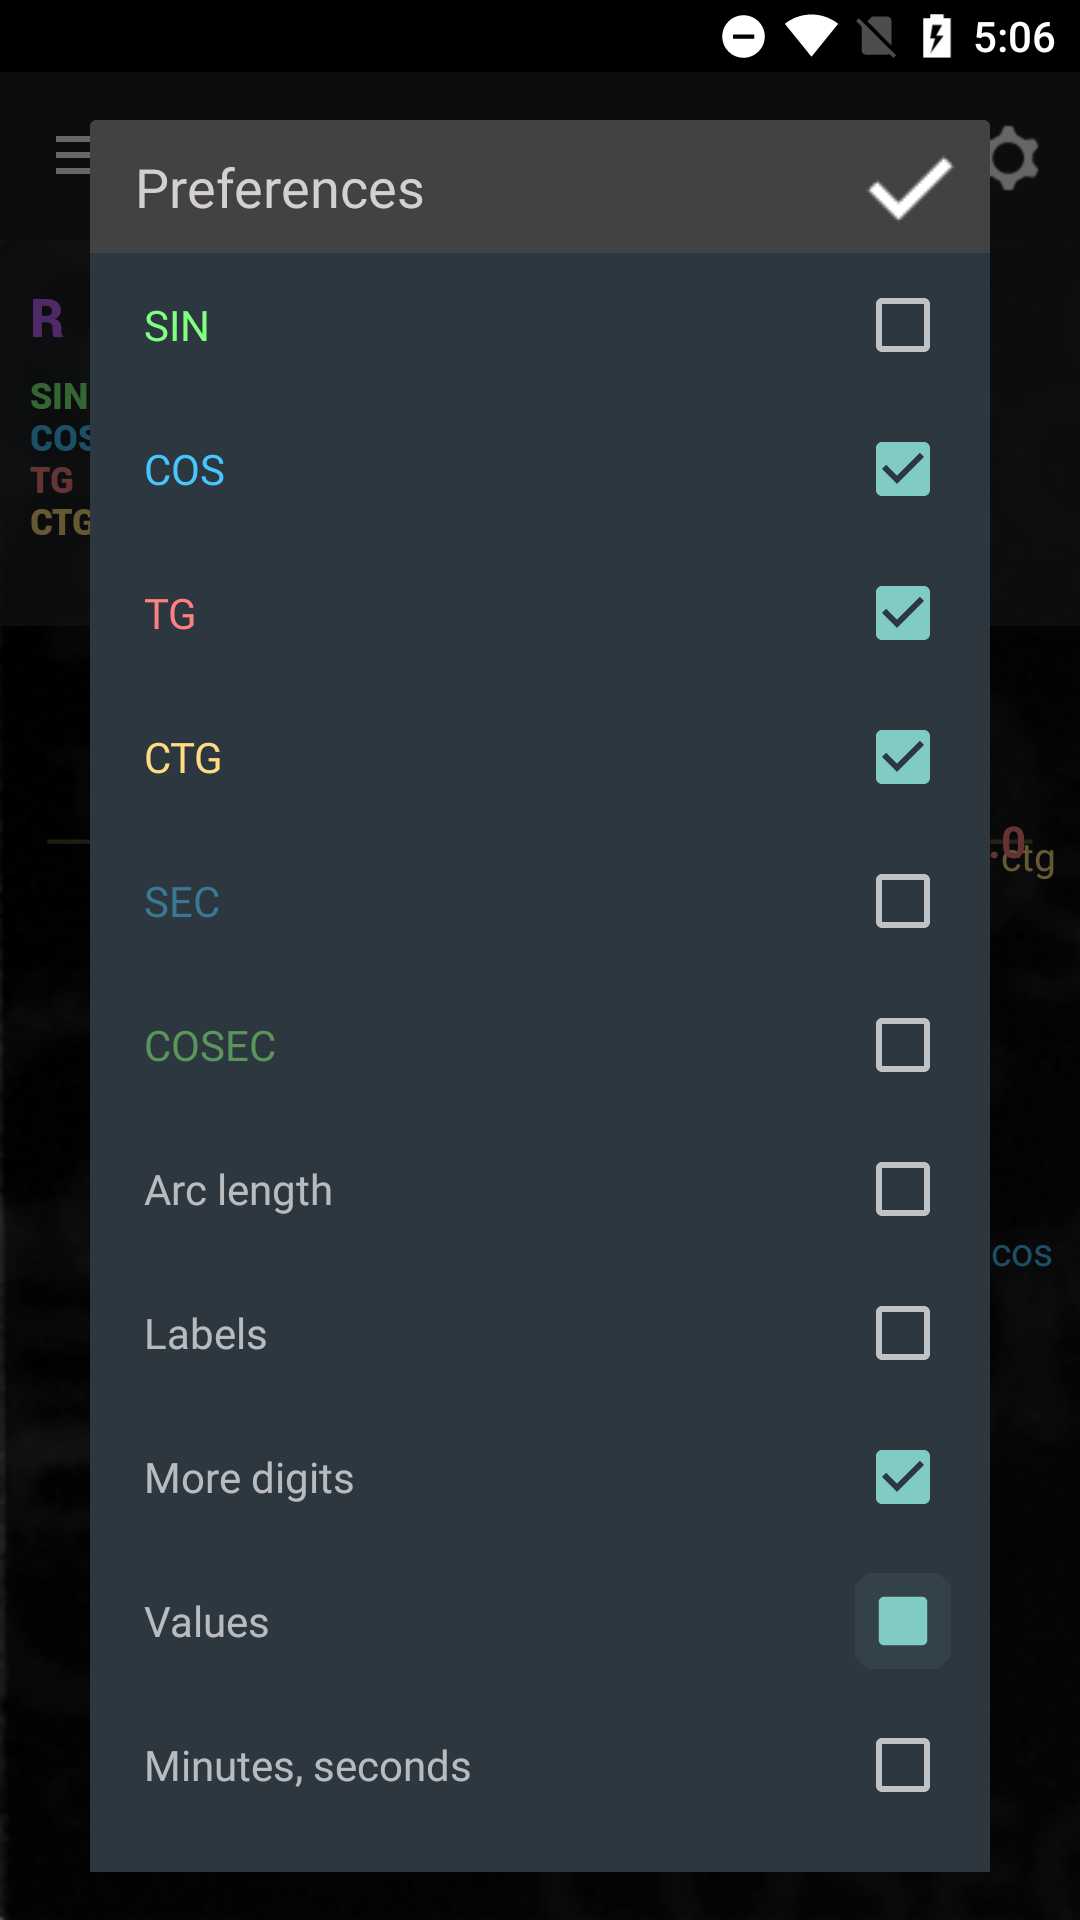 5:06
Preferences
R
SIN
COS
TG
CTG
SIN
COS
TG
CTG
SEC
COSEC
Arc length
Labels
More digits
Values
Minutes, seconds
.0
ctg
cos